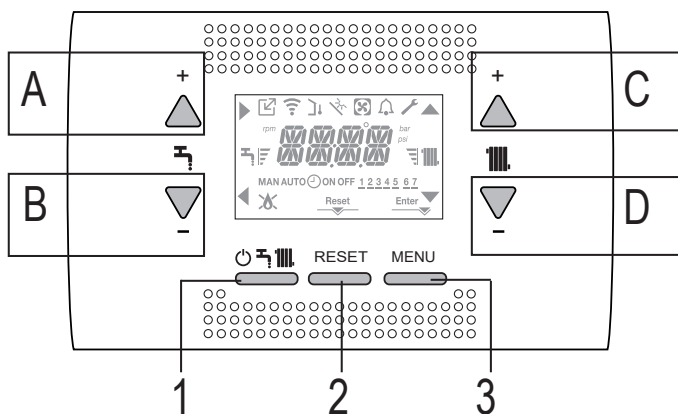 A
+
C
+
rpm
bar
psi
B
-
D
-
MAN AUTO ON OFF 1 2 3 4 5 6 7
Reset
Enter
RESET
MENU
1
2
3